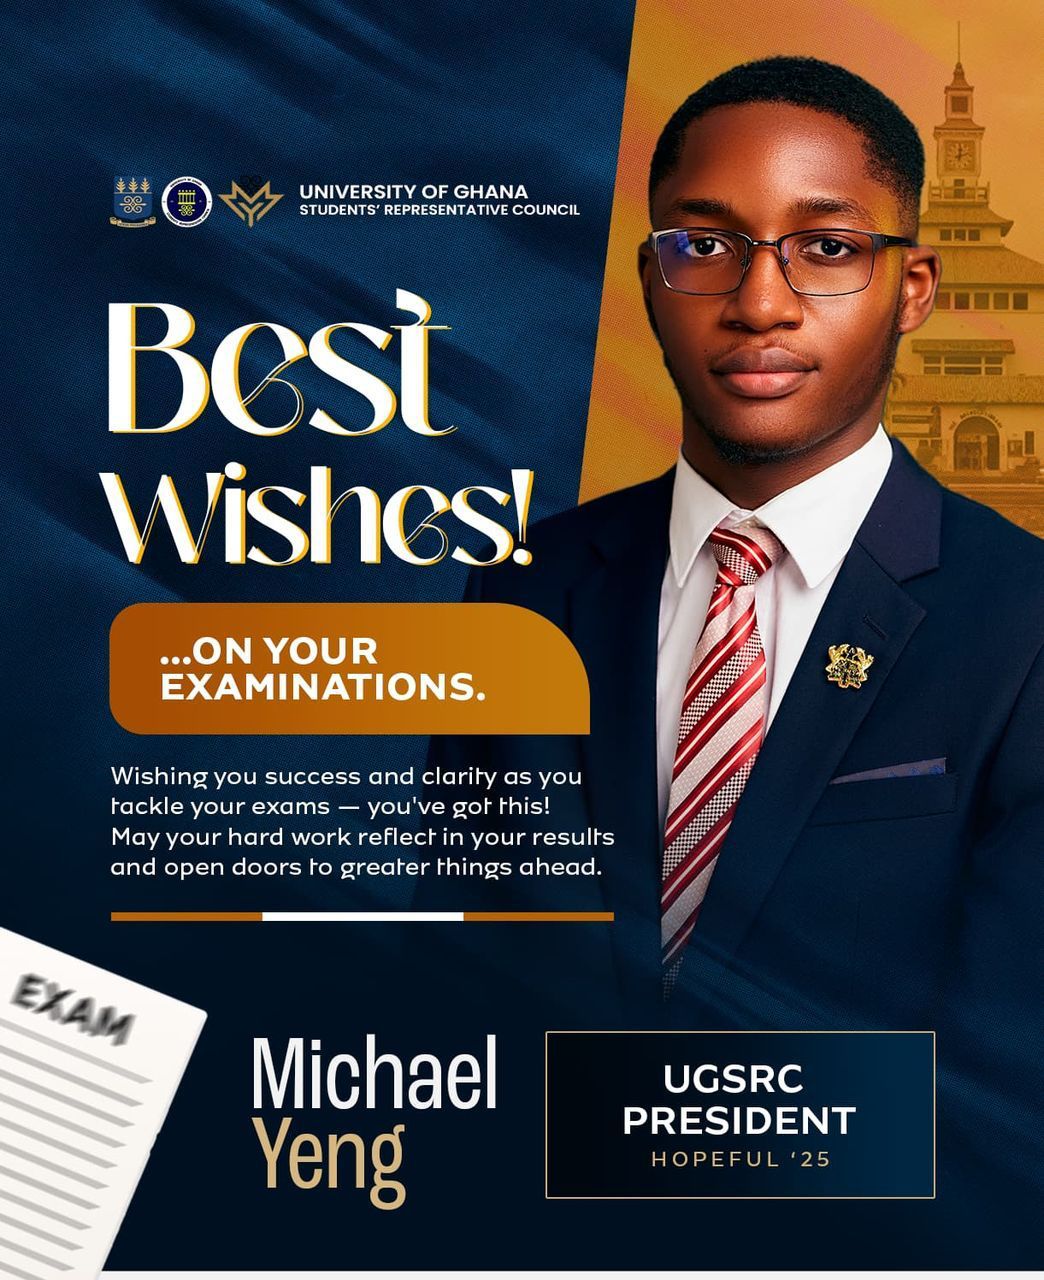 UNIVERSITY OF GHANA
STUDENTS' REPRESENTATIVE COUNCIL
Best
Wishes!
...ON YOUR
EXAMINATIONS.
Wishing you success and clarity as you
tackle your exams — you've got this!
May your hard work reflect in your results
and open doors to greater things ahead.
EXAM
Michael
Yeng
UGSRC
PRESIDENT
HOPEFUL ‘25